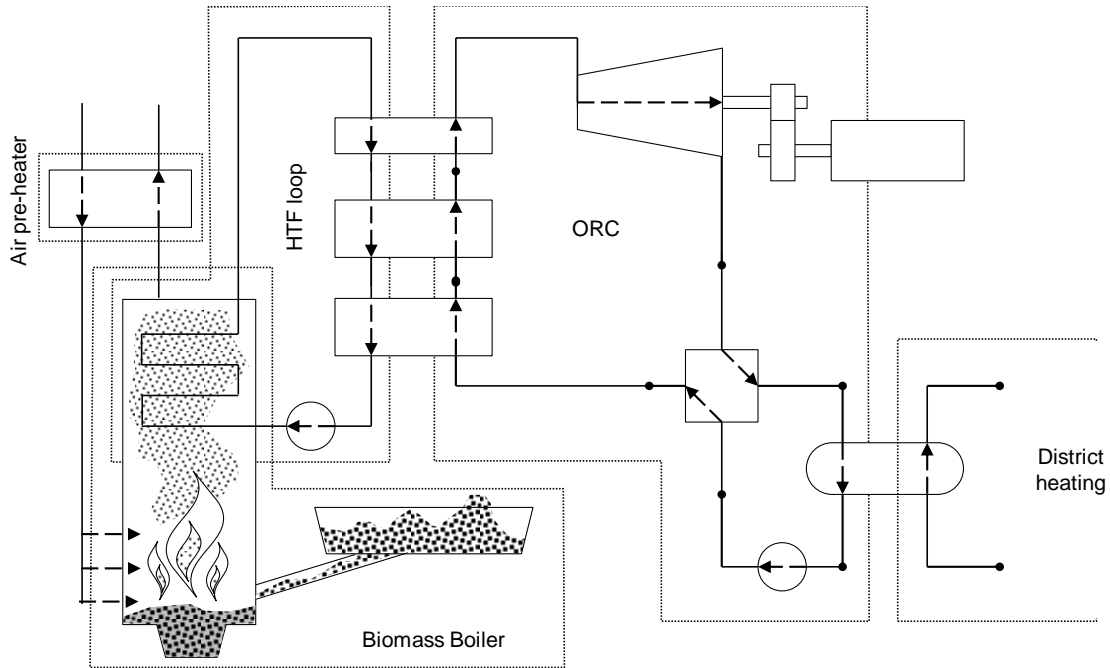 Air pre-heater
HTF loop
ORC
District
heating
Biomass Boiler